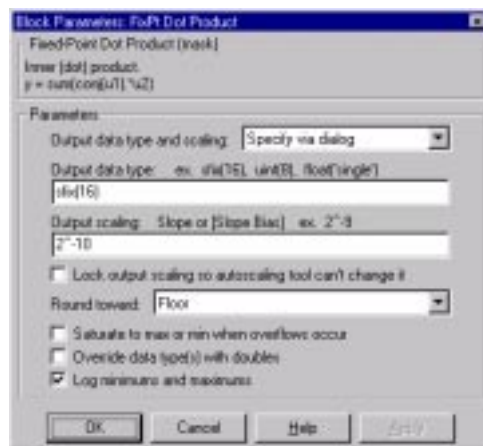 Block Parameters: FixPt Dot Product
Fixed-Point Dot Product (mask)
Inner (dot) product.
y = sum(conj(u1).*u2)
Parameters
Output data type and scaling: Specify via dialog
Output data type: ex. sfix(16), uint(8), float('single')
sfix(16)
Output scaling: Slope or [Slope Bias] ex. 2^-9
2^-10
Lock output scaling so autoscaling tool can't change it
Round toward: Floor
Saturate to max or min when overflows occur
Override data type(s) with doubles
Log minimums and maximums
OK Cancel Help Apply